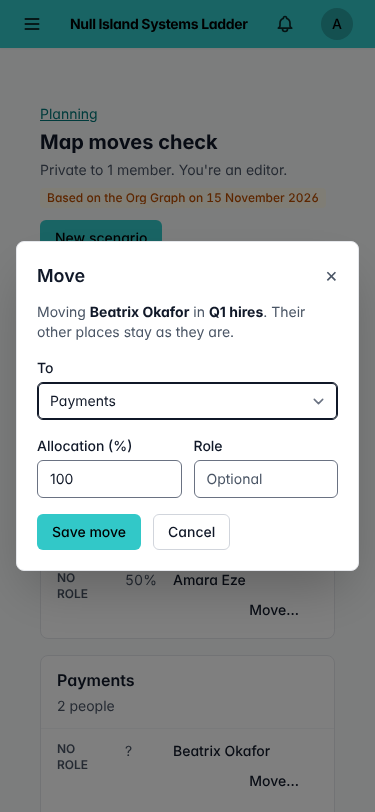 Null Island Systems Ladder
A
Planning
Map moves check
Private to 1 member. You're an editor.
Based on the Org Graph on 15 November 2026
New scenario
Move
Moving Beatrix Okafor in Q1 hires. Their
other places stay as they are.
To
Payments
Allocation (%)
Role
100
Optional
Save move
Cancel
NO
ROLE
50%
Amara Eze
Move...
Payments
2 people
NO
ROLE
?
Beatrix Okafor
Move...